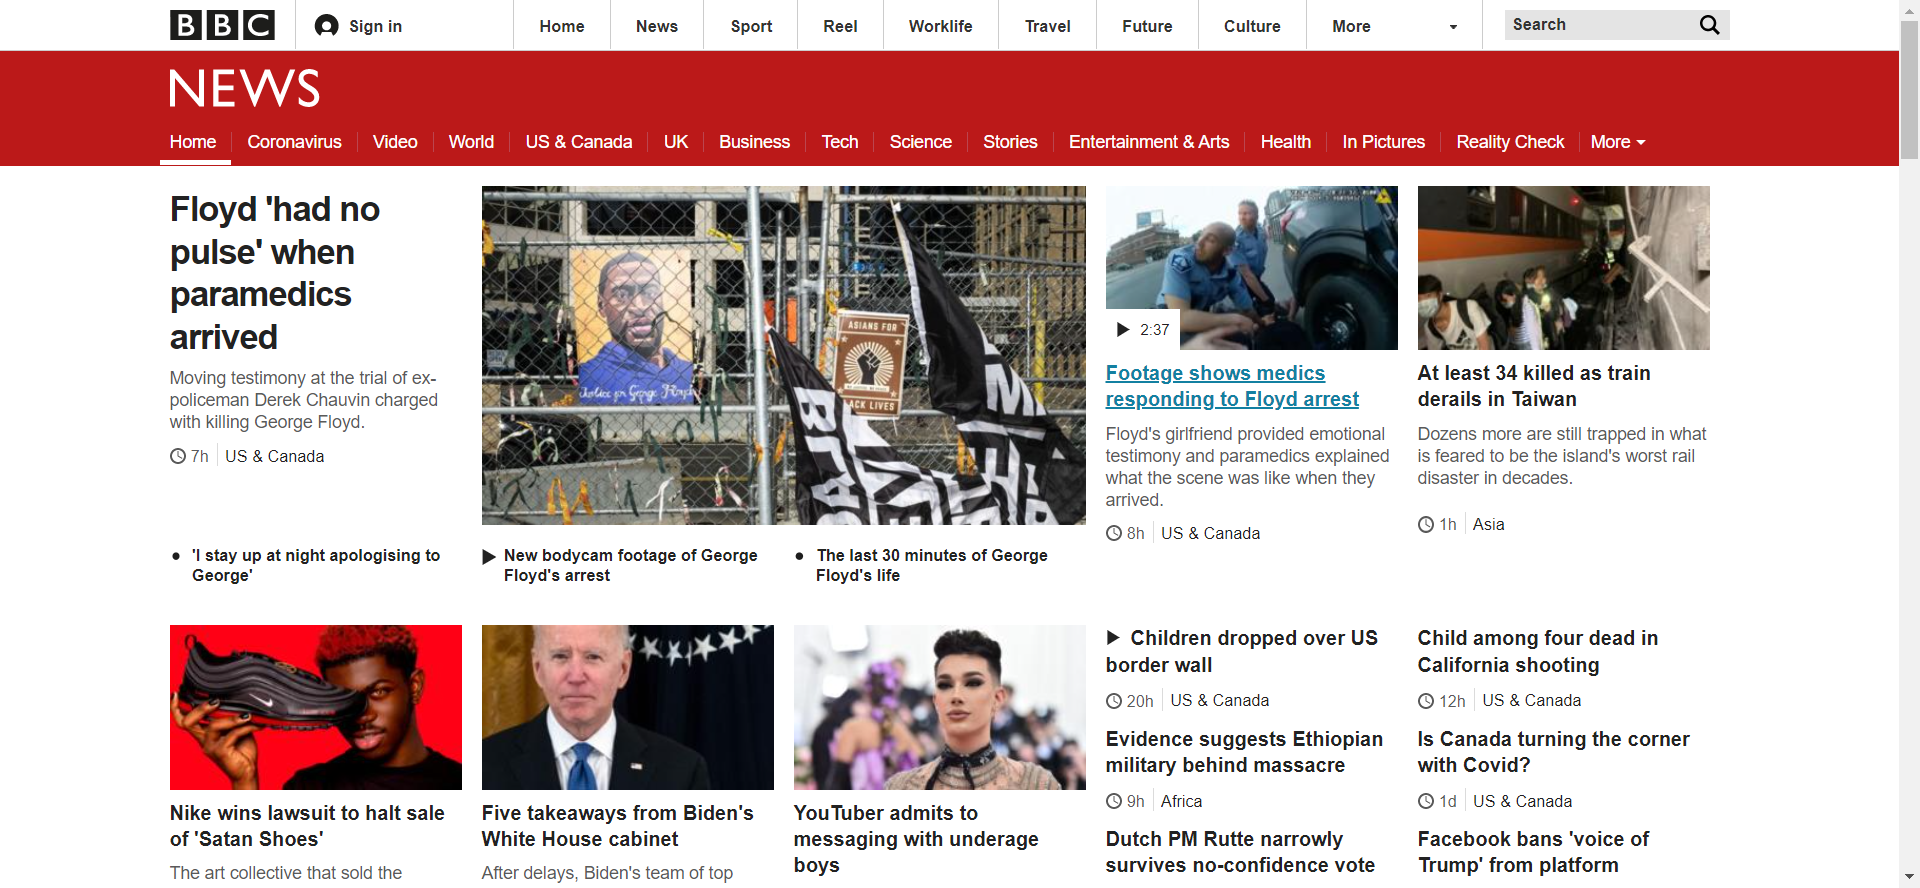 BBC
Sign in
Home
News
Sport
Reel
Worklife
Travel
Future
Culture
More
Search
NEWS
Home
Coronavirus
Video
World
US & Canada
UK
Business
Tech
Science
Stories
Entertainment & Arts
Health
In Pictures
Reality Check
More
Floyd 'had no
pulse' when
paramedics
arrived
Moving testimony at the trial of ex-
policeman Derek Chauvin charged
with killing George Floyd.
7h
US & Canada
Justice for George Floyd
ASIANS FOR
BLACK LIVES
2:37
Footage shows medics
responding to Floyd arrest
Floyd's girlfriend provided emotional
testimony and paramedics explained
what the scene was like when they
arrived.
8h
US & Canada
At least 34 killed as train
derails in Taiwan
Dozens more are still trapped in what
is feared to be the island's worst rail
disaster in decades.
1h
Asia
'I stay up at night apologising to
George'
New bodycam footage of George
Floyd's arrest
The last 30 minutes of George
Floyd's life
Nike wins lawsuit to halt sale
of 'Satan Shoes'
The art collective that sold the
Five takeaways from Biden's
White House cabinet
After delays, Biden's team of top
YouTuber admits to
messaging with underage
boys
Children dropped over US
border wall
20h
US & Canada
Evidence suggests Ethiopian
military behind massacre
9h
Africa
Dutch PM Rutte narrowly
survives no-confidence vote
Child among four dead in
California shooting
12h
US & Canada
Is Canada turning the corner
with Covid?
1d
US & Canada
Facebook bans 'voice of
Trump' from platform